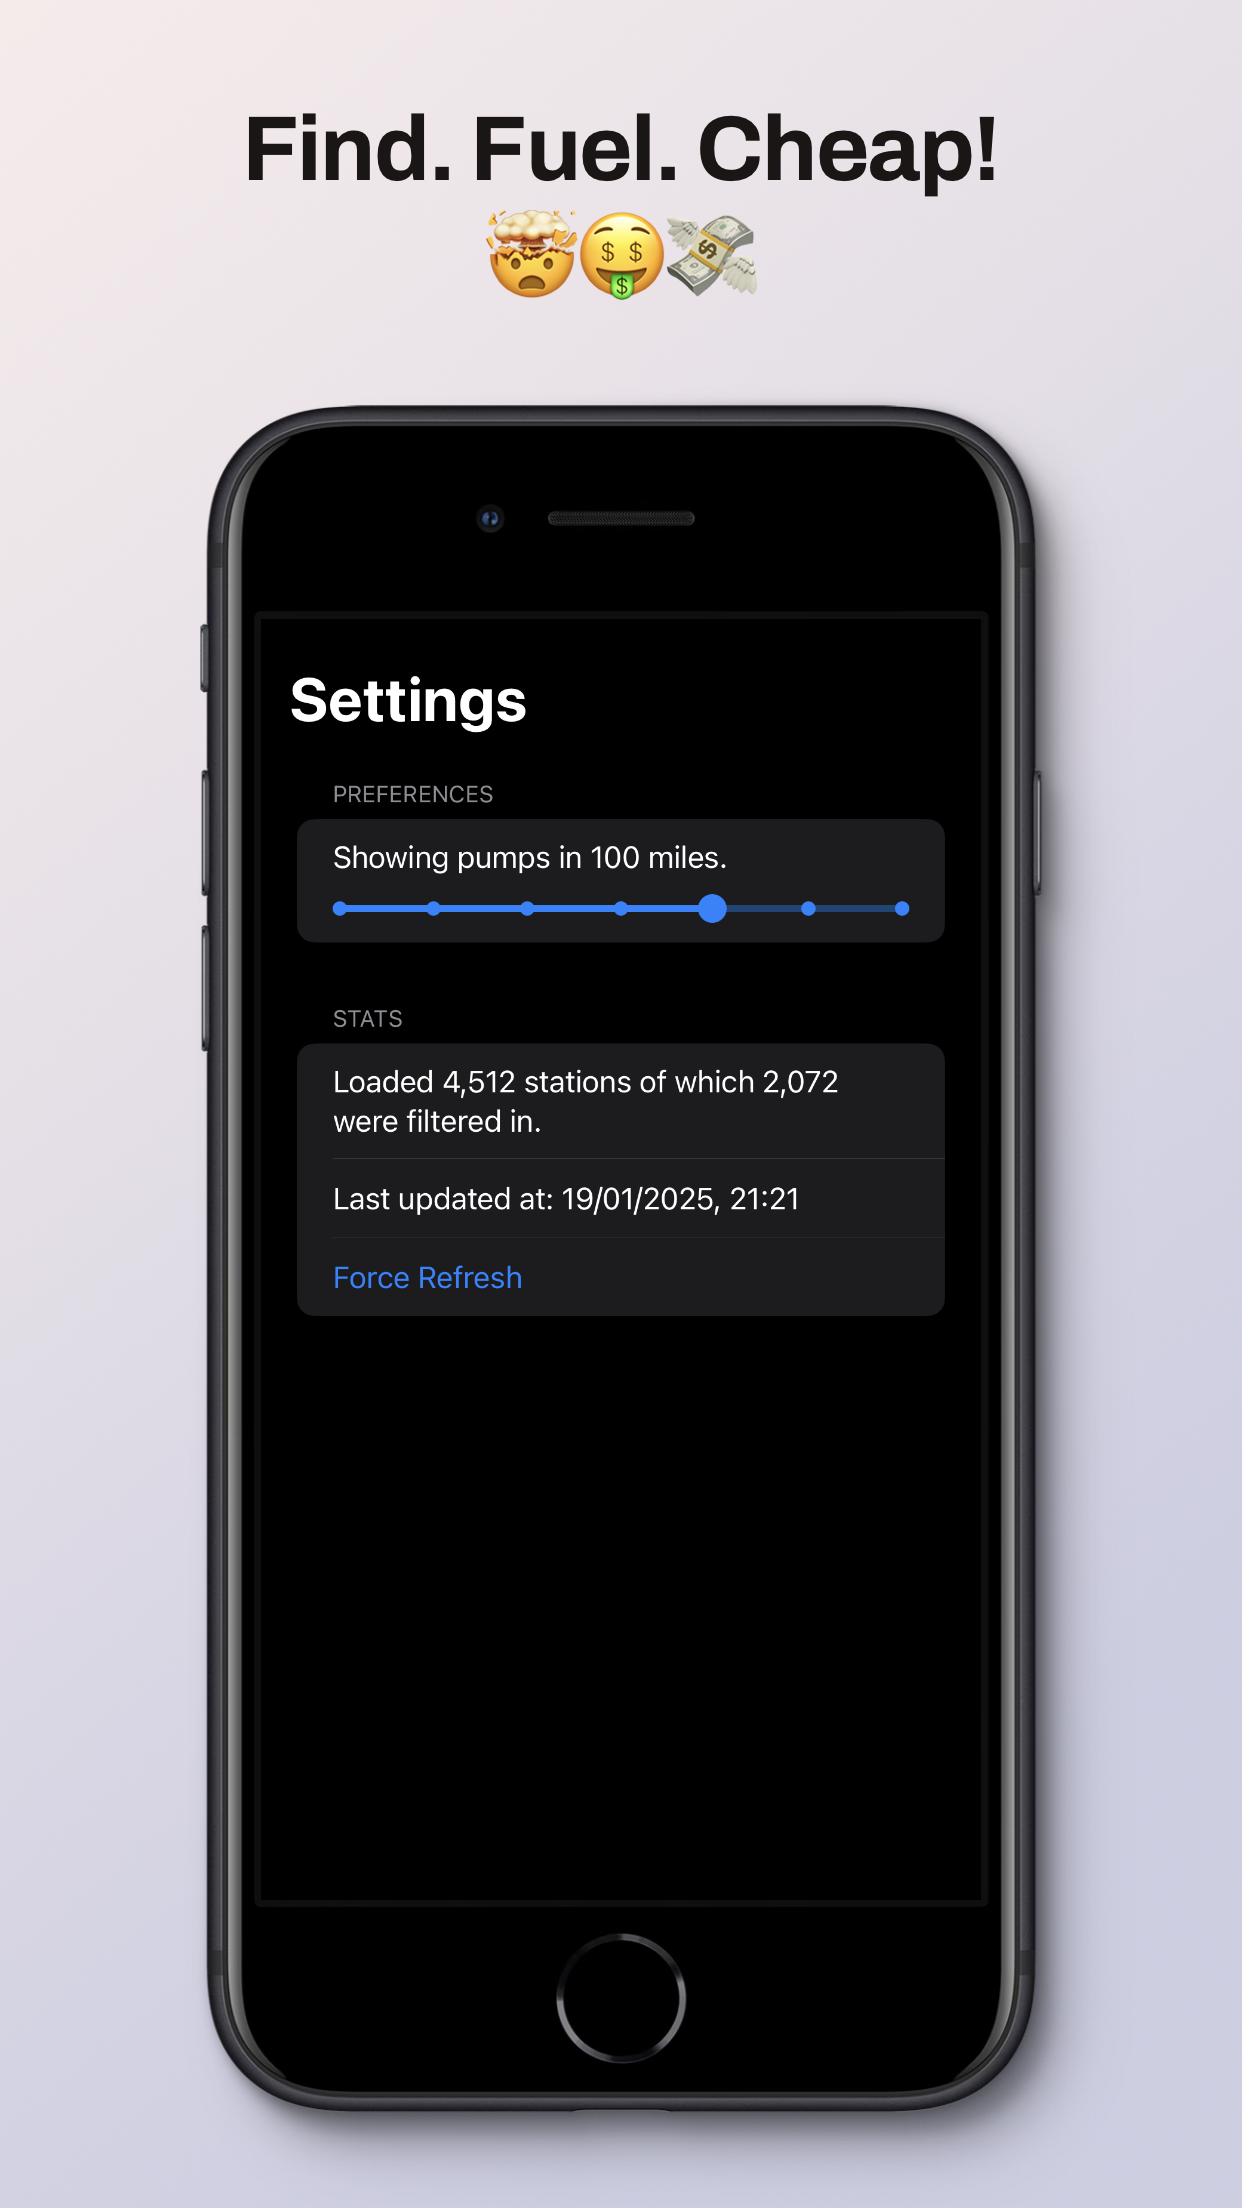 Find. Fuel. Cheap!
🤯🤑💸
Settings
PREFERENCES
Showing pumps in 100 miles.
STATS
Loaded 4,512 stations of which 2,072
were filtered in.
Last updated at: 19/01/2025, 21:21
Force Refresh